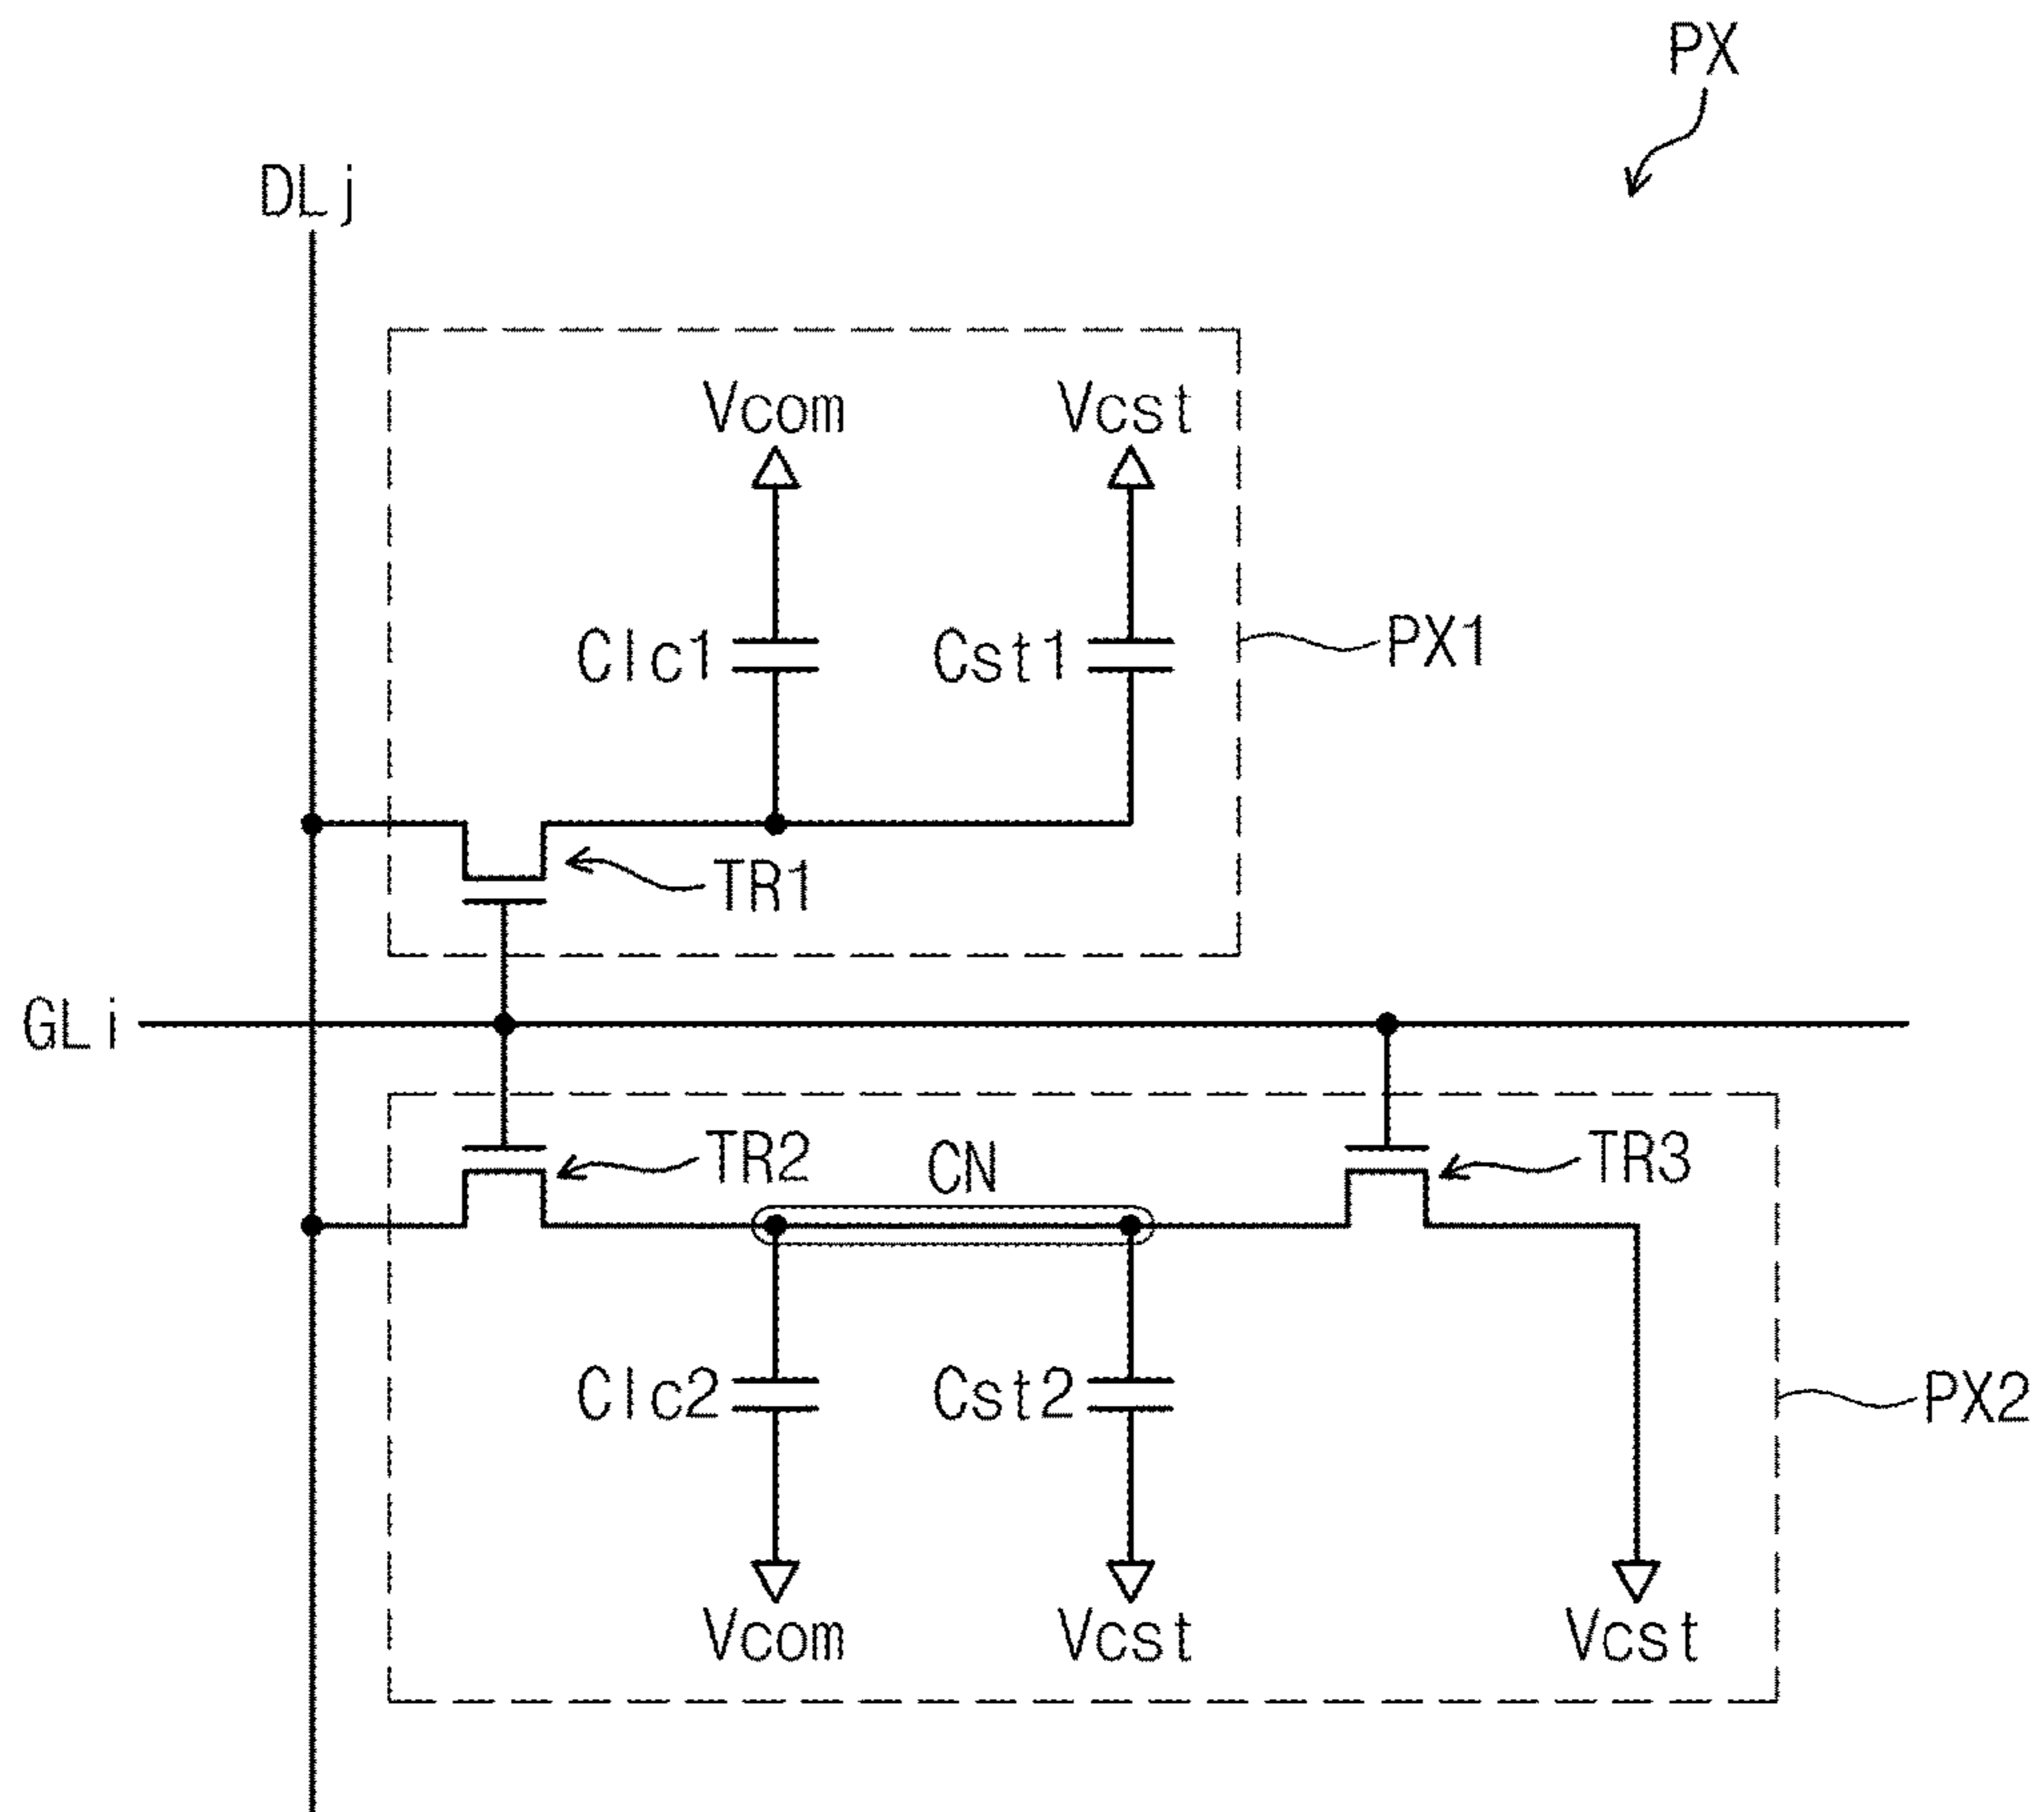 PX
DLj
Vcom
Vcst
Clc1
Cst1
PX1
TR1
GLi
TR2
CN
TR3
Clc2
Cst2
PX2
Vcom
Vcst
Vcst